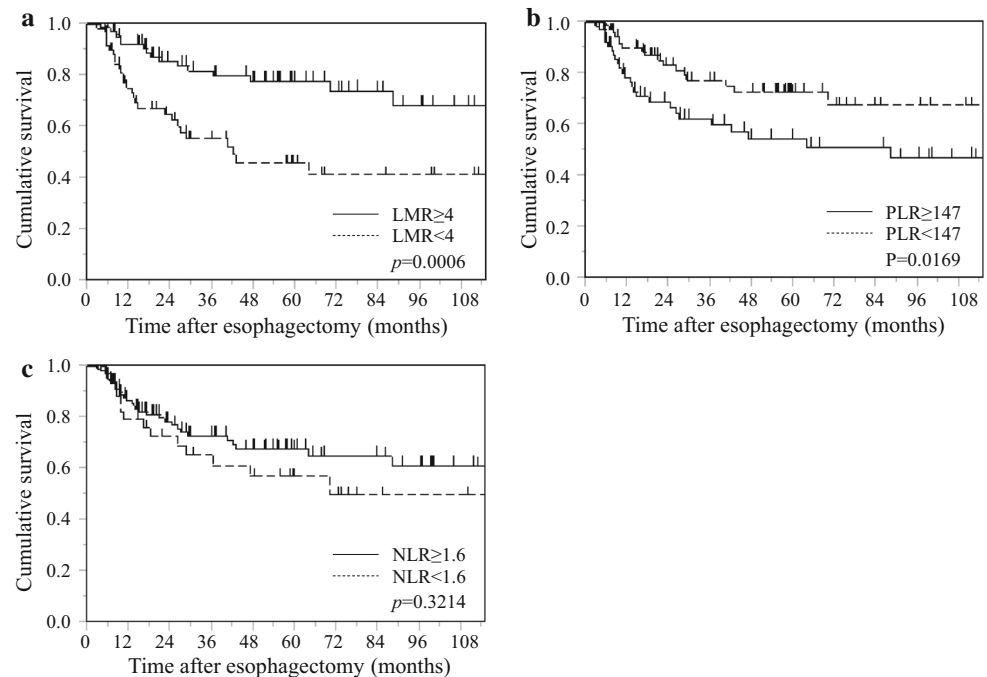 a
1.0
0.8
0.6
0.4
0.2
0.0
Cumulative survival
LMR≥4
LMR<4
p=0.0006
0 12 24 36 48 60 72 84 96 108
Time after esophagectomy (months)
b
1.0
0.8
0.6
0.4
0.2
0.0
Cumulative survival
PLR≥147
PLR<147
P=0.0169
0 12 24 36 48 60 72 84 96 108
Time after esophagectomy (months)
c
1.0
0.8
0.6
0.4
0.2
0.0
Cumulative survival
NLR≥1.6
NLR<1.6
p=0.3214
0 12 24 36 48 60 72 84 96 108
Time after esophagectomy (months)